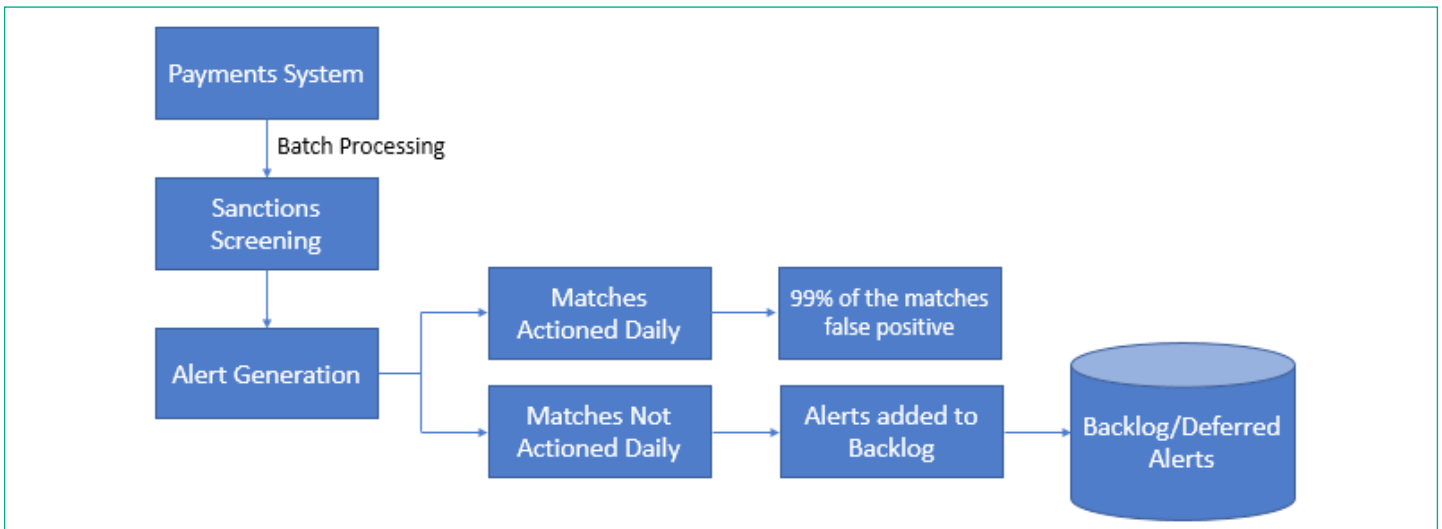 Payments System
Batch Processing
Sanctions
Screening
Alert Generation
Matches
Actioned Daily
99% of the matches
false positive
Matches Not
Actioned Daily
Alerts added to
Backlog
Backlog/Deferred
Alerts